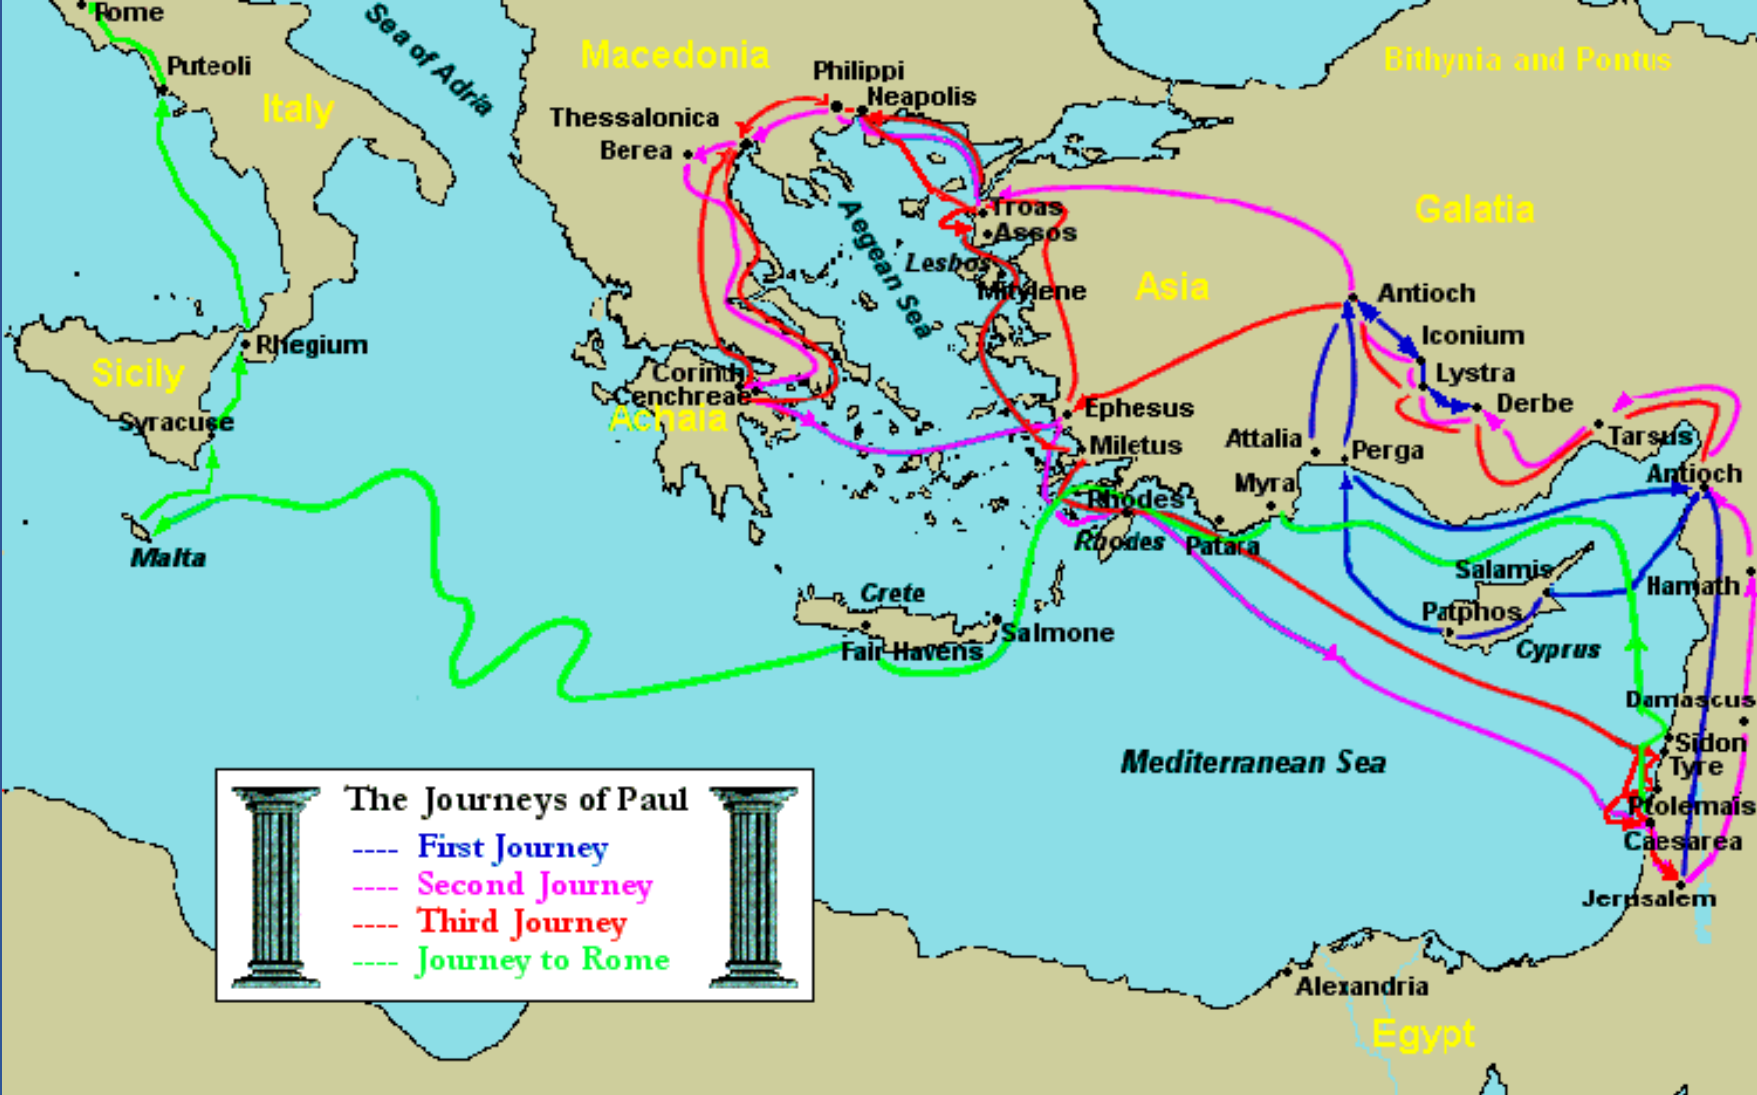 Rome
Puteoli
Italy
Sea of Adria
Macedonia
Philippi
Neapolis
Thessalonica
Berea
Bithynia and Pontus
Galatia
Troas
Assos
Aegean Sea
Lesbos
Mitylene
Asia
Antioch
Iconium
Lystra
Derbe
Rhegium
Sicily
Syracuse
Corinth
Cenchreae
Achaia
Ephesus
Miletus
Attalia
Perga
Tarsus
Antioch
Myra
Rhodes
Rhodes
Patara
Malta
Crete
Salamis
Hamath
Patphos
Cyprus
Salmone
Fair Havens
Damascus
Sidon
Tyre
Mediterranean Sea
Ptolemais
Caesarea
Jerusalem
The Journeys of Paul
---- First Journey
---- Second Journey
---- Third Journey
---- Journey to Rome
Alexandria
Egypt